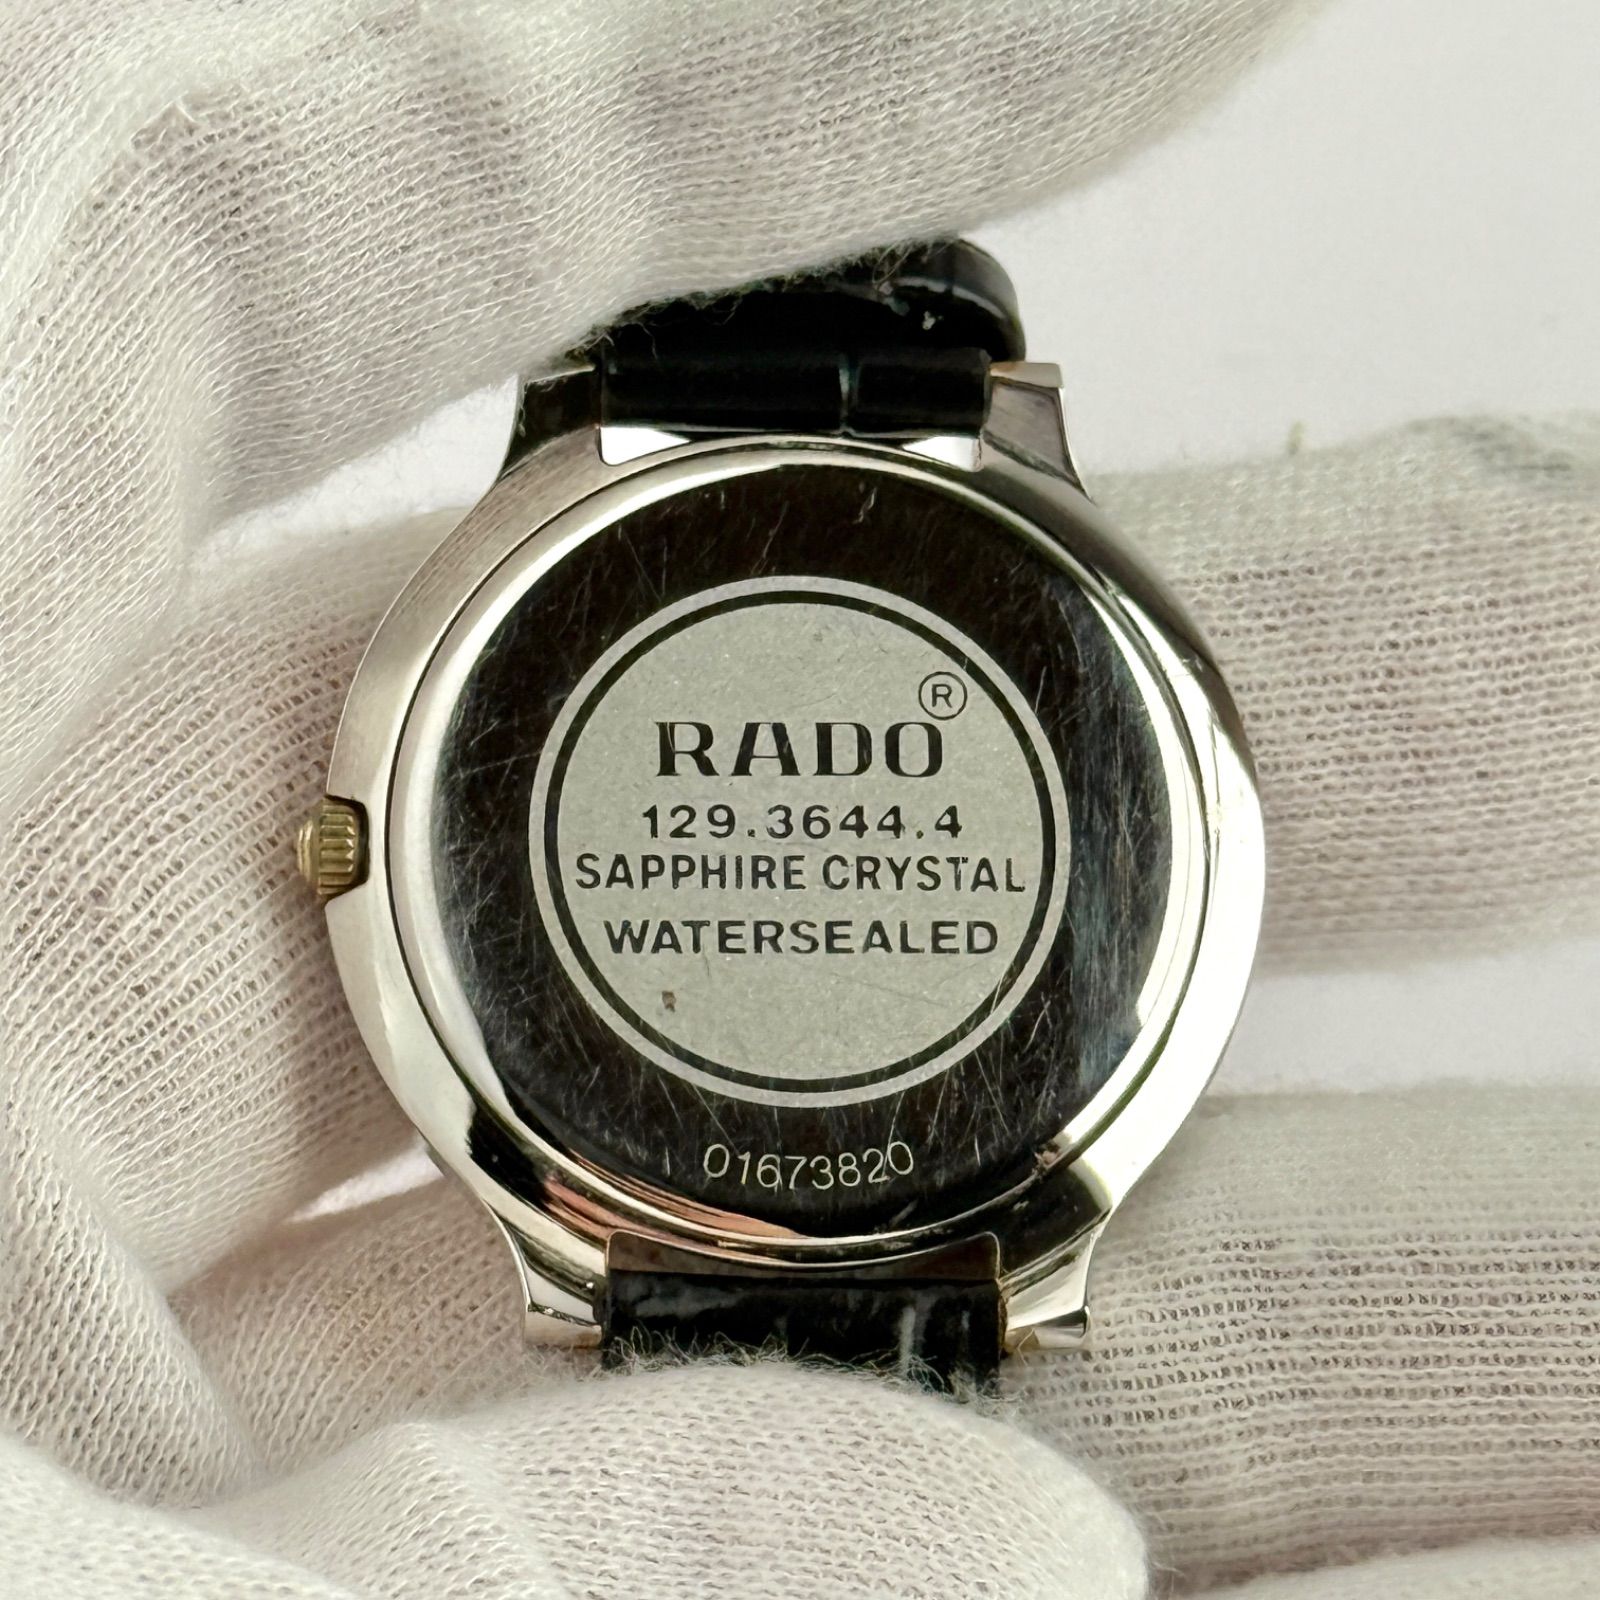 RADO®
129.3644.4
SAPPHIRE CRYSTAL
WATERSEALED
01673820